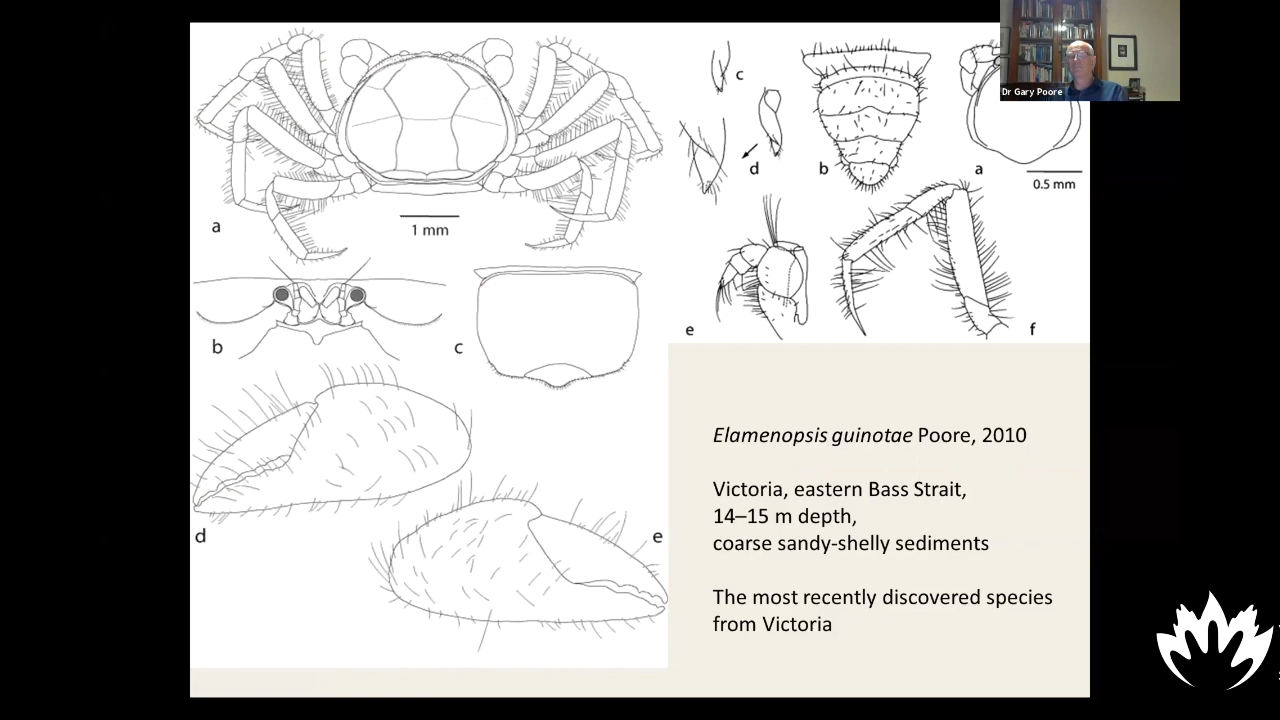 Dr Gary Poore
c
d
b
a
0.5 mm
a
1 mm
e
f
b
c
Elamenopsis guinotae Poore, 2010
Victoria, eastern Bass Strait,
14–15 m depth,
coarse sandy-shelly sediments
d
e
The most recently discovered species
from Victoria